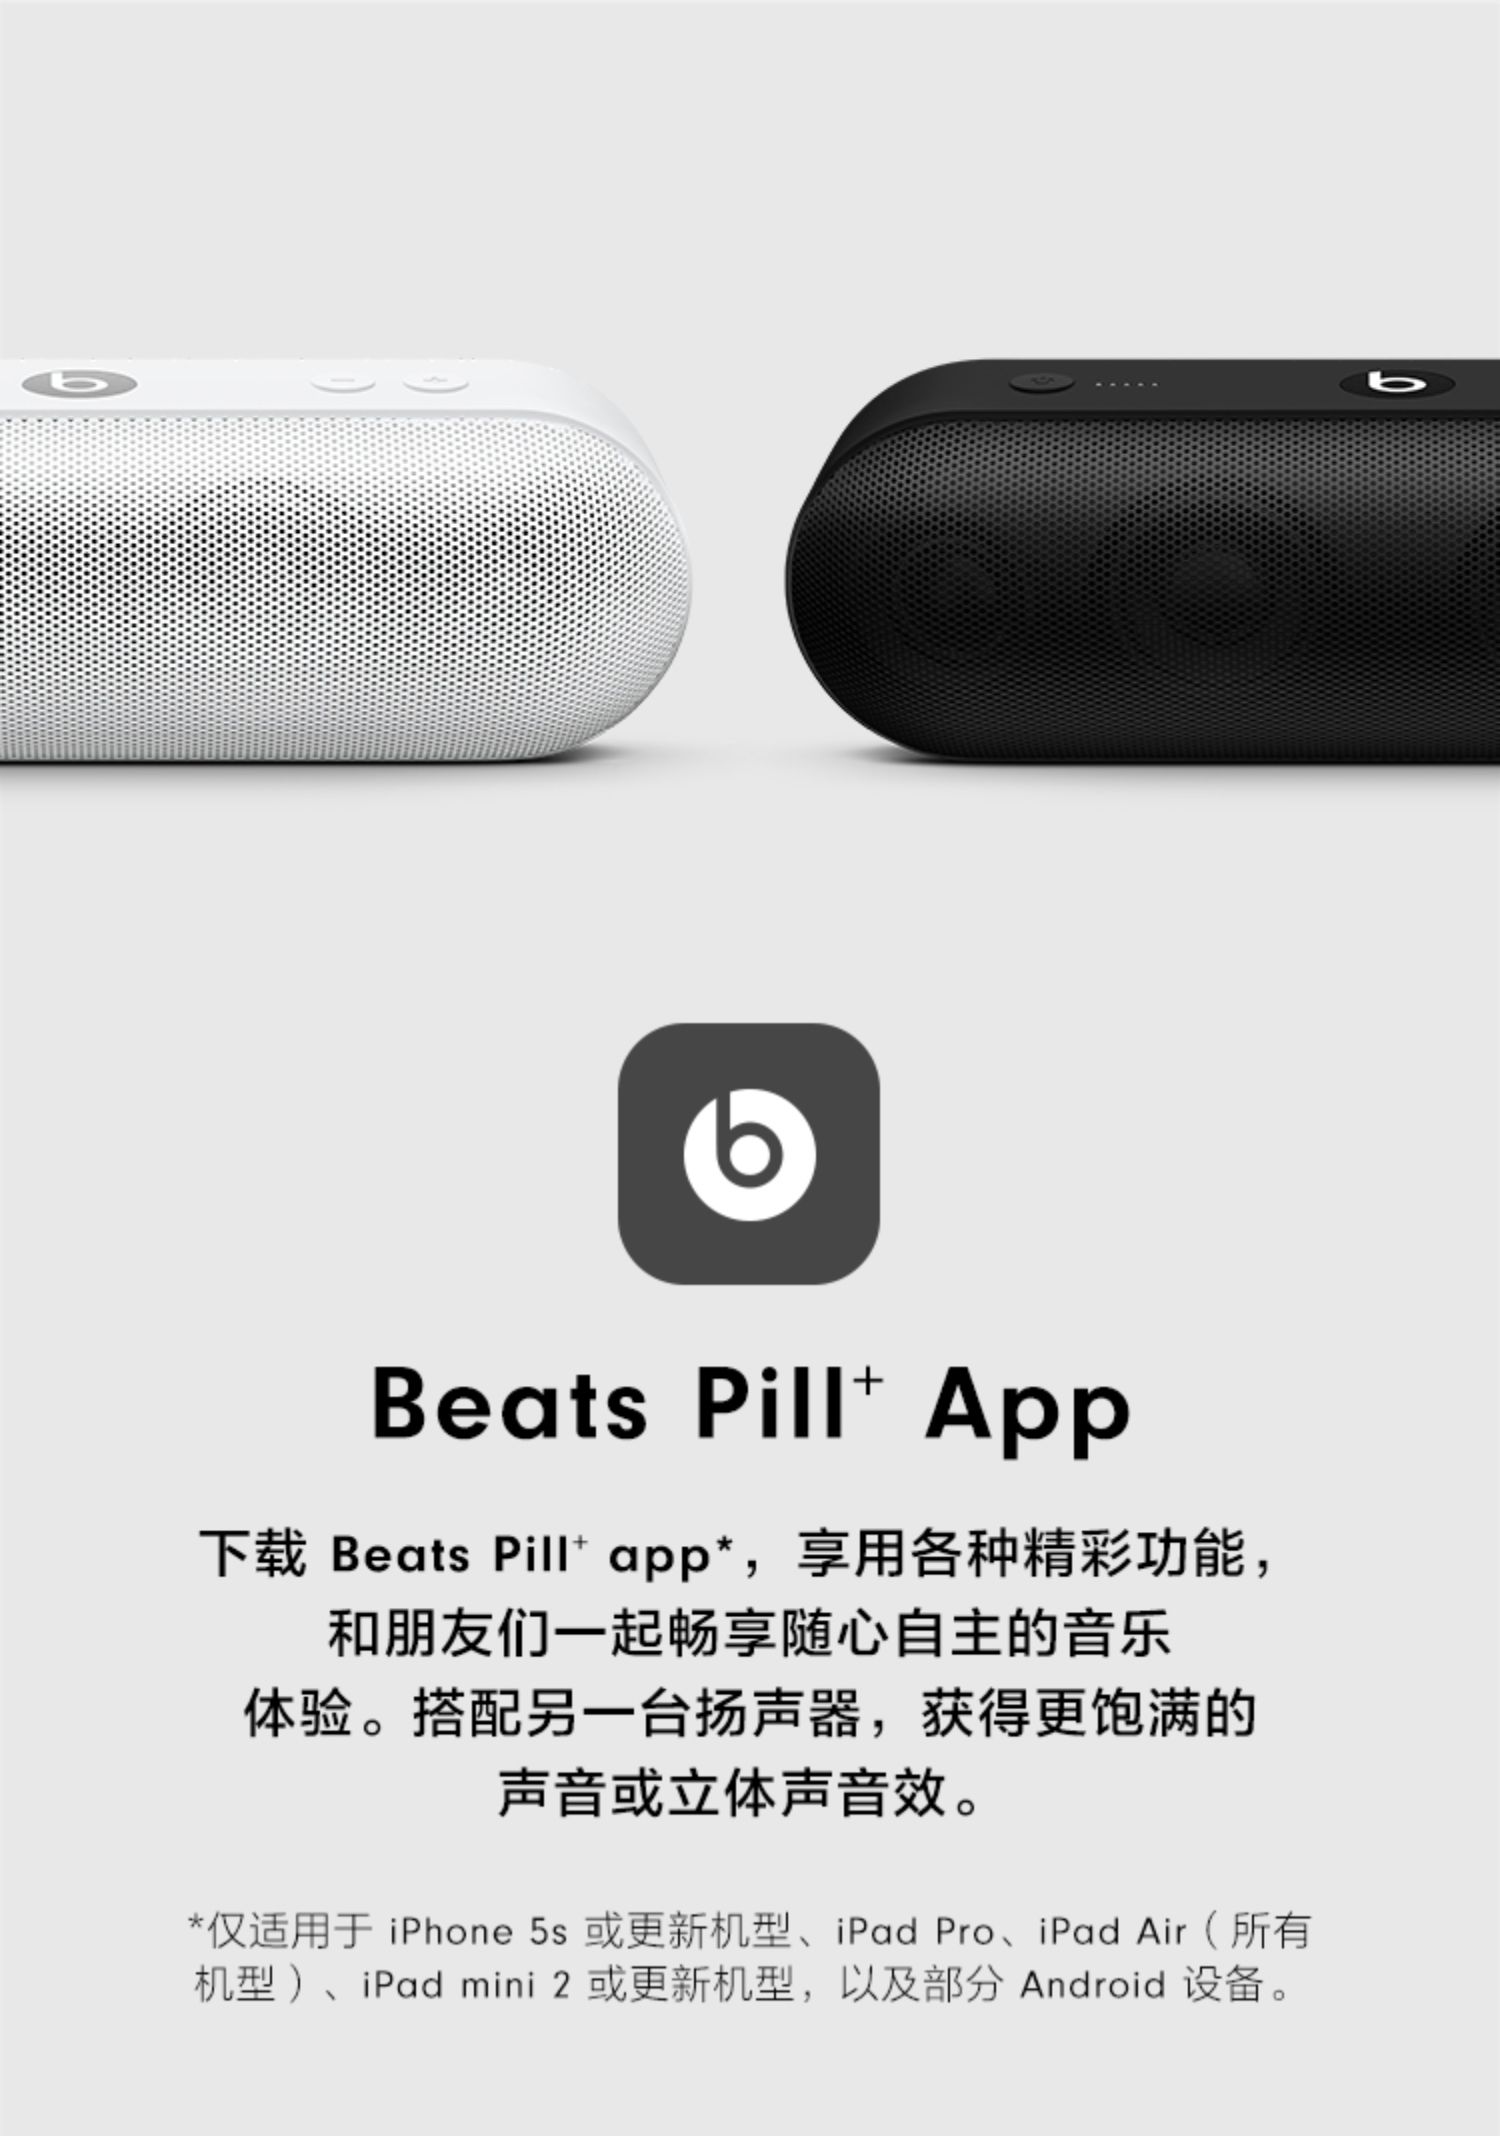 Beats Pill⁺ App
下载 Beats Pill⁺ app*，享用各种精彩功能，
和朋友们一起畅享随心自主的音乐
体验。搭配另一台扬声器，获得更饱满的
声音或立体声音效。
*仅适用于 iPhone 5s 或更新机型、iPad Pro、iPad Air（所有
机型）、iPad mini 2 或更新机型，以及部分 Android 设备。